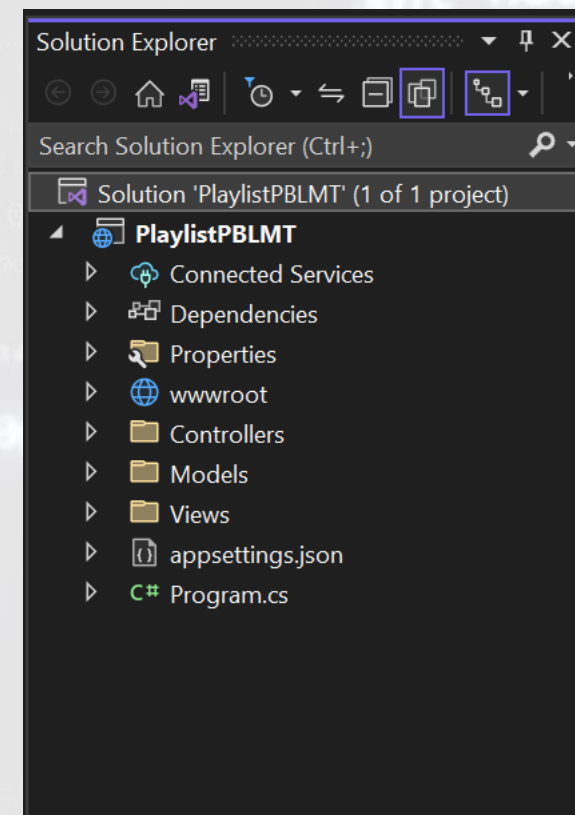 Solution Explorer
Search Solution Explorer (Ctrl+;)
Solution 'PlaylistPBLMT' (1 of 1 project)
PlaylistPBLMT
Connected Services
Dependencies
Properties
wwwroot
Controllers
Models
Views
appsettings.json
C# Program.cs